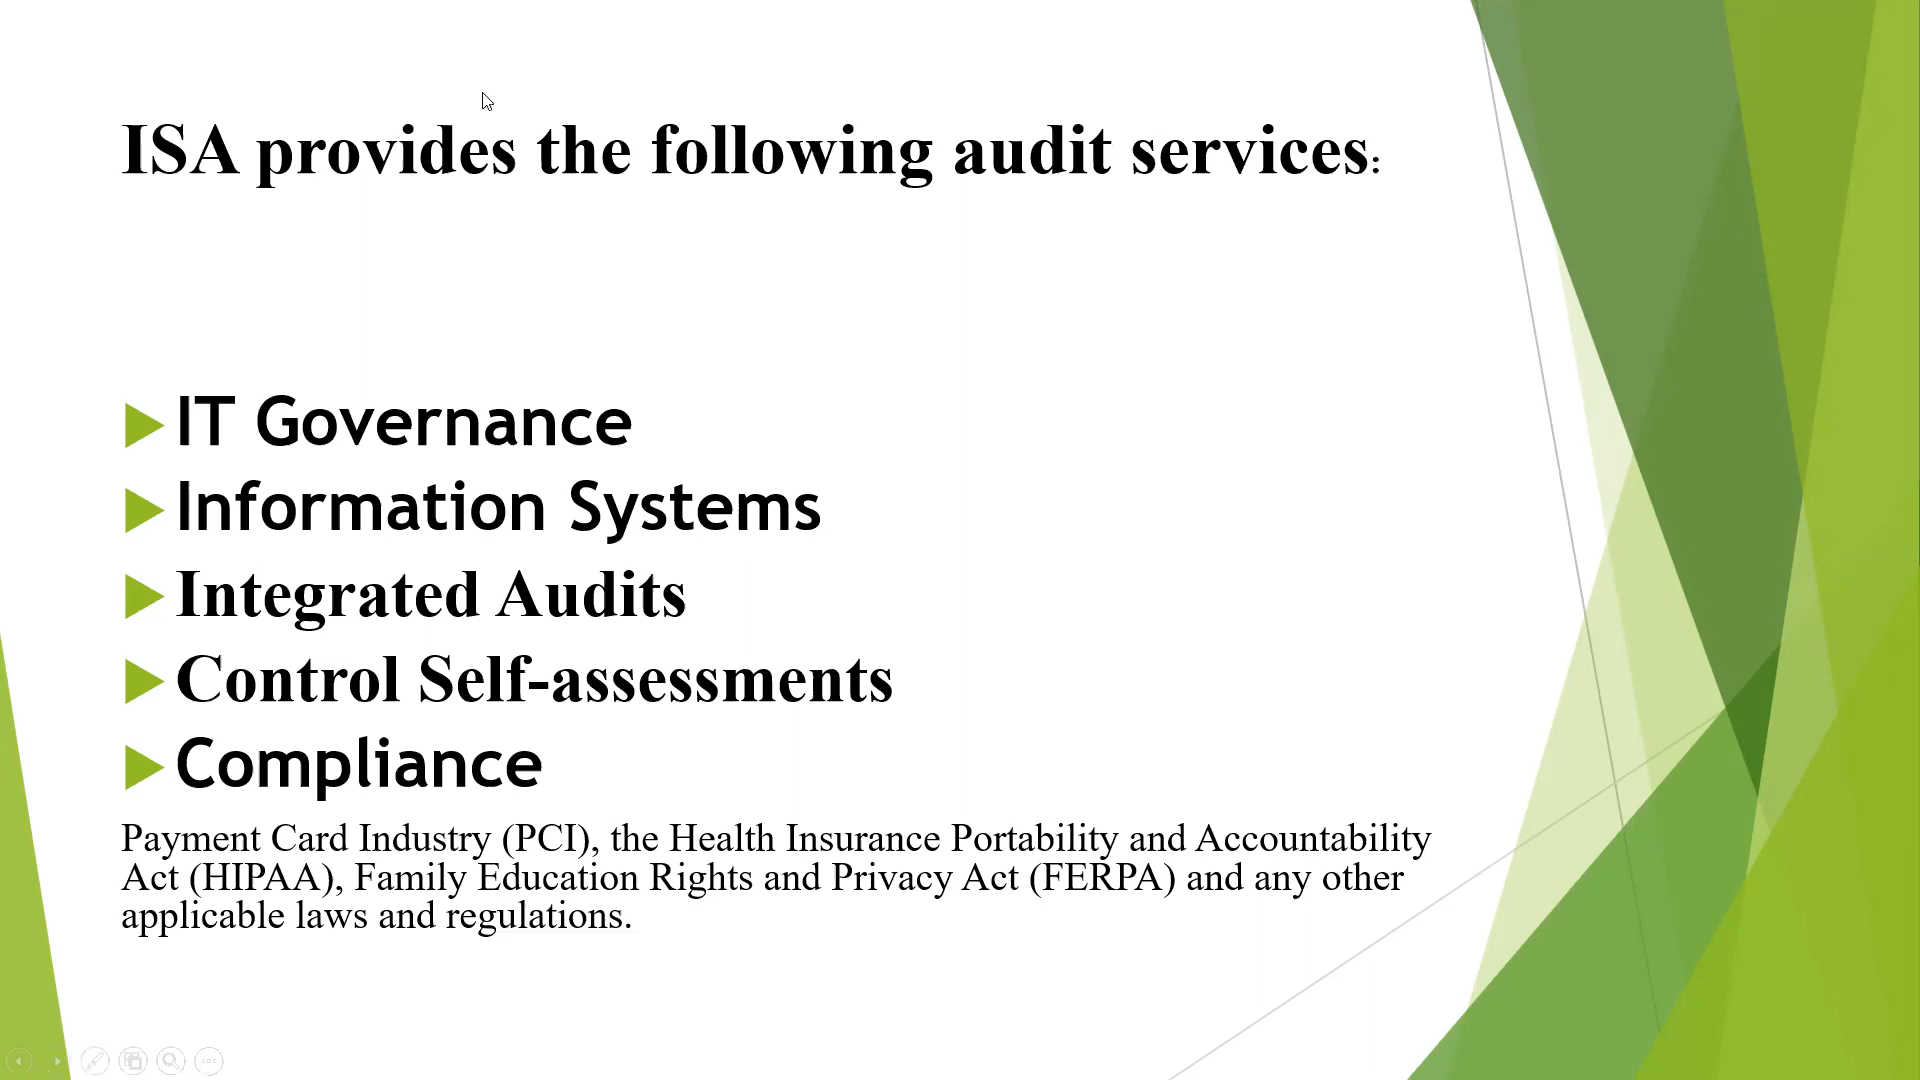 ISA provides the following audit services:
IT Governance
Information Systems
Integrated Audits
Control Self-assessments
Compliance
Payment Card Industry (PCI), the Health Insurance Portability and Accountability
Act (HIPAA), Family Education Rights and Privacy Act (FERPA) and any other
applicable laws and regulations.